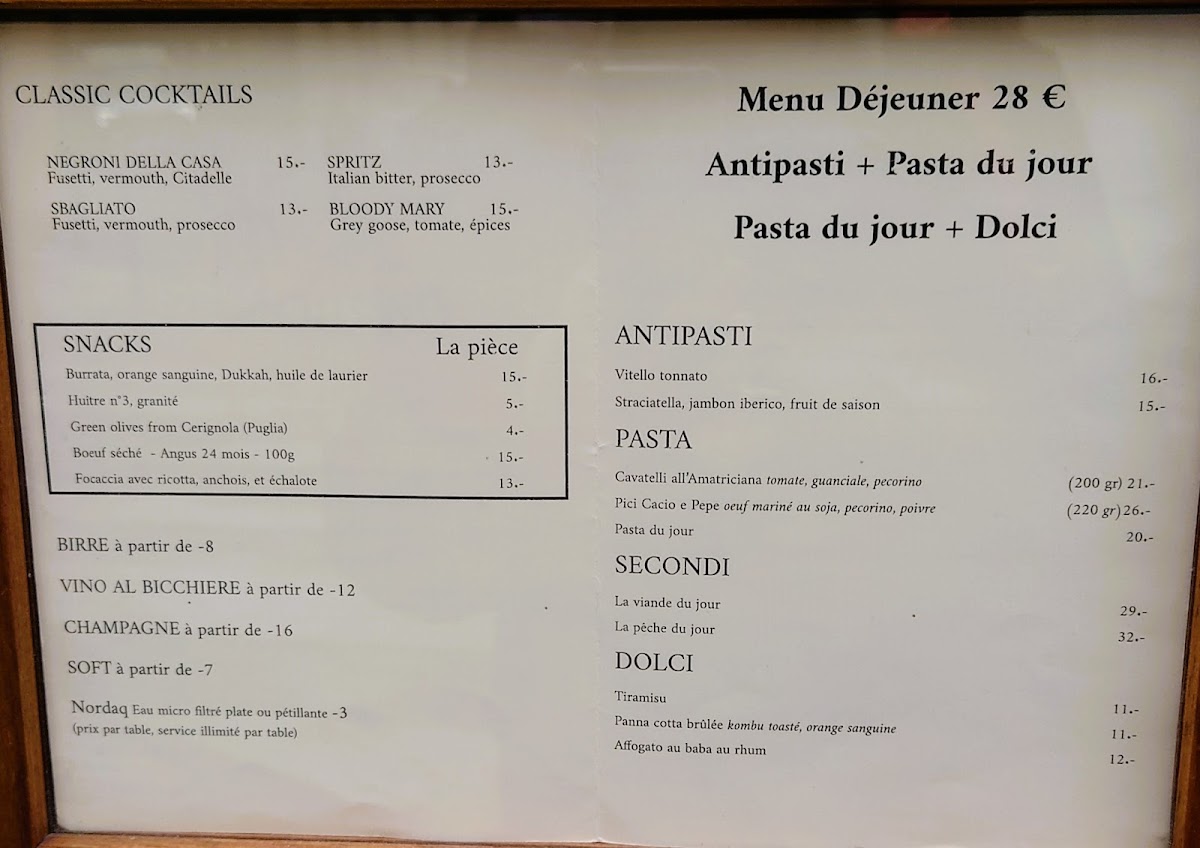 CLASSIC COCKTAILS
NEGRONI DELLA CASA 15.-
Fusetti, vermouth, Citadelle
SPRITZ 13.-
Italian bitter, prosecco
SBAGLIATO 13.-
Fusetti, vermouth, prosecco
BLOODY MARY 15.-
Grey goose, tomate, épices
SNACKS La pièce
Burrata, orange sanguine, Dukkah, huile de laurier 15.-
Huitre n°3, granité 5.-
Green olives from Cerignola (Puglia) 4.-
Boeuf séché - Angus 24 mois - 100g 15.-
Focaccia avec ricotta, anchois, et échalote 13.-
BIRRE à partir de -8
VINO AL BICCHIERE à partir de -12
CHAMPAGNE à partir de -16
SOFT à partir de -7
Nordaq Eau micro filtré plate ou pétillante -3
(prix par table, service illimité par table)
Menu Déjeuner 28 €
Antipasti + Pasta du jour
Pasta du jour + Dolci
ANTIPASTI
Vitello tonnato 16.-
Straciatella, jambon iberico, fruit de saison 15.-
PASTA
Cavatelli all'Amatriciana tomate, guanciale, pecorino (200 gr) 21.-
Pici Cacio e Pepe oeuf mariné au soja, pecorino, poivre (220 gr) 26.-
Pasta du jour 20.-
SECONDI
La viande du jour 29.-
La pêche du jour 32.-
DOLCI
Tiramisu 11.-
Panna cotta brûlée kombu toasté, orange sanguine 11.-
Affogato au baba au rhum 12.-